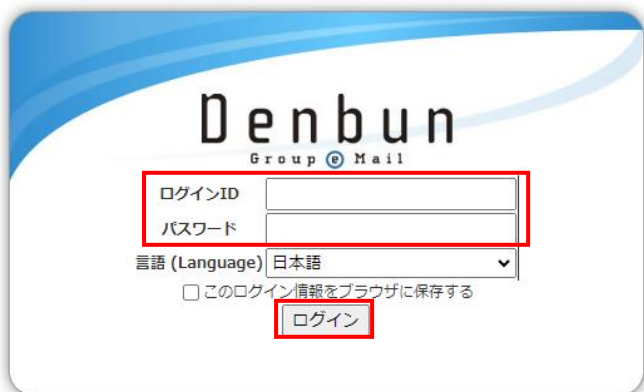 Denbun
Group e Mail
ログインID
パスワード
言語 (Language) 日本語
このログイン情報をブラウザに保存する
ログイン